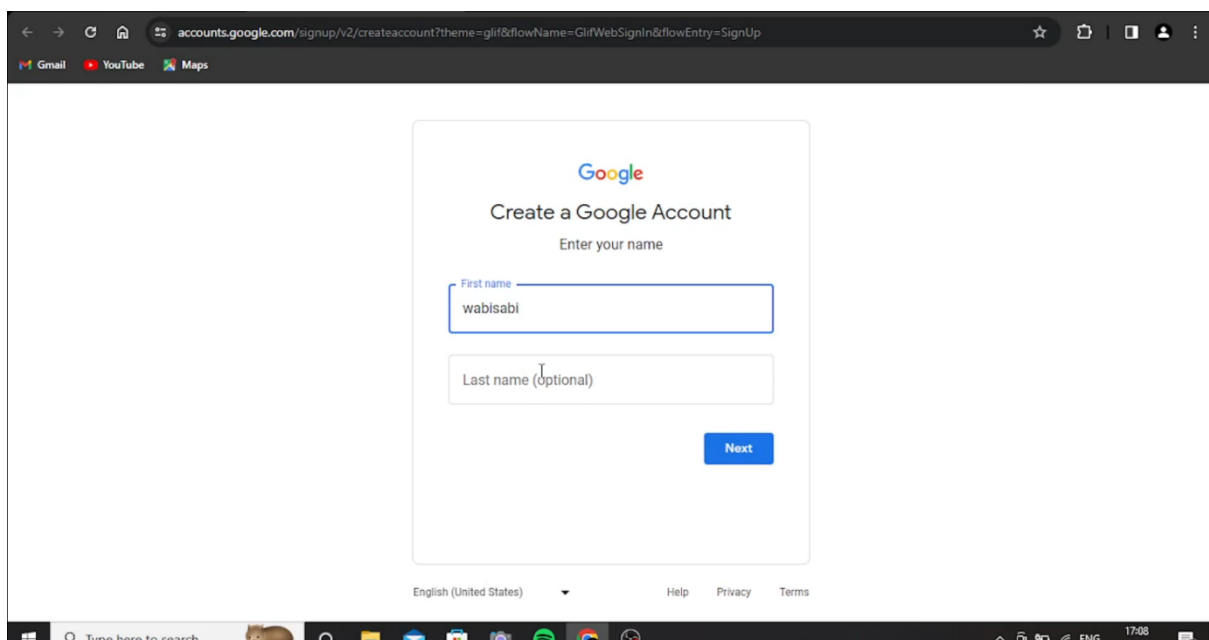 accounts.google.com/signup/v2/createaccount?theme=glif&flowName=GlifWebSignIn&flowEntry=SignUp
Gmail YouTube Maps
Google
Create a Google Account
Enter your name
First name
wabisabi
Last name (optional)
Next
English (United States) Help Privacy Terms
Type here to search ENG 17:08